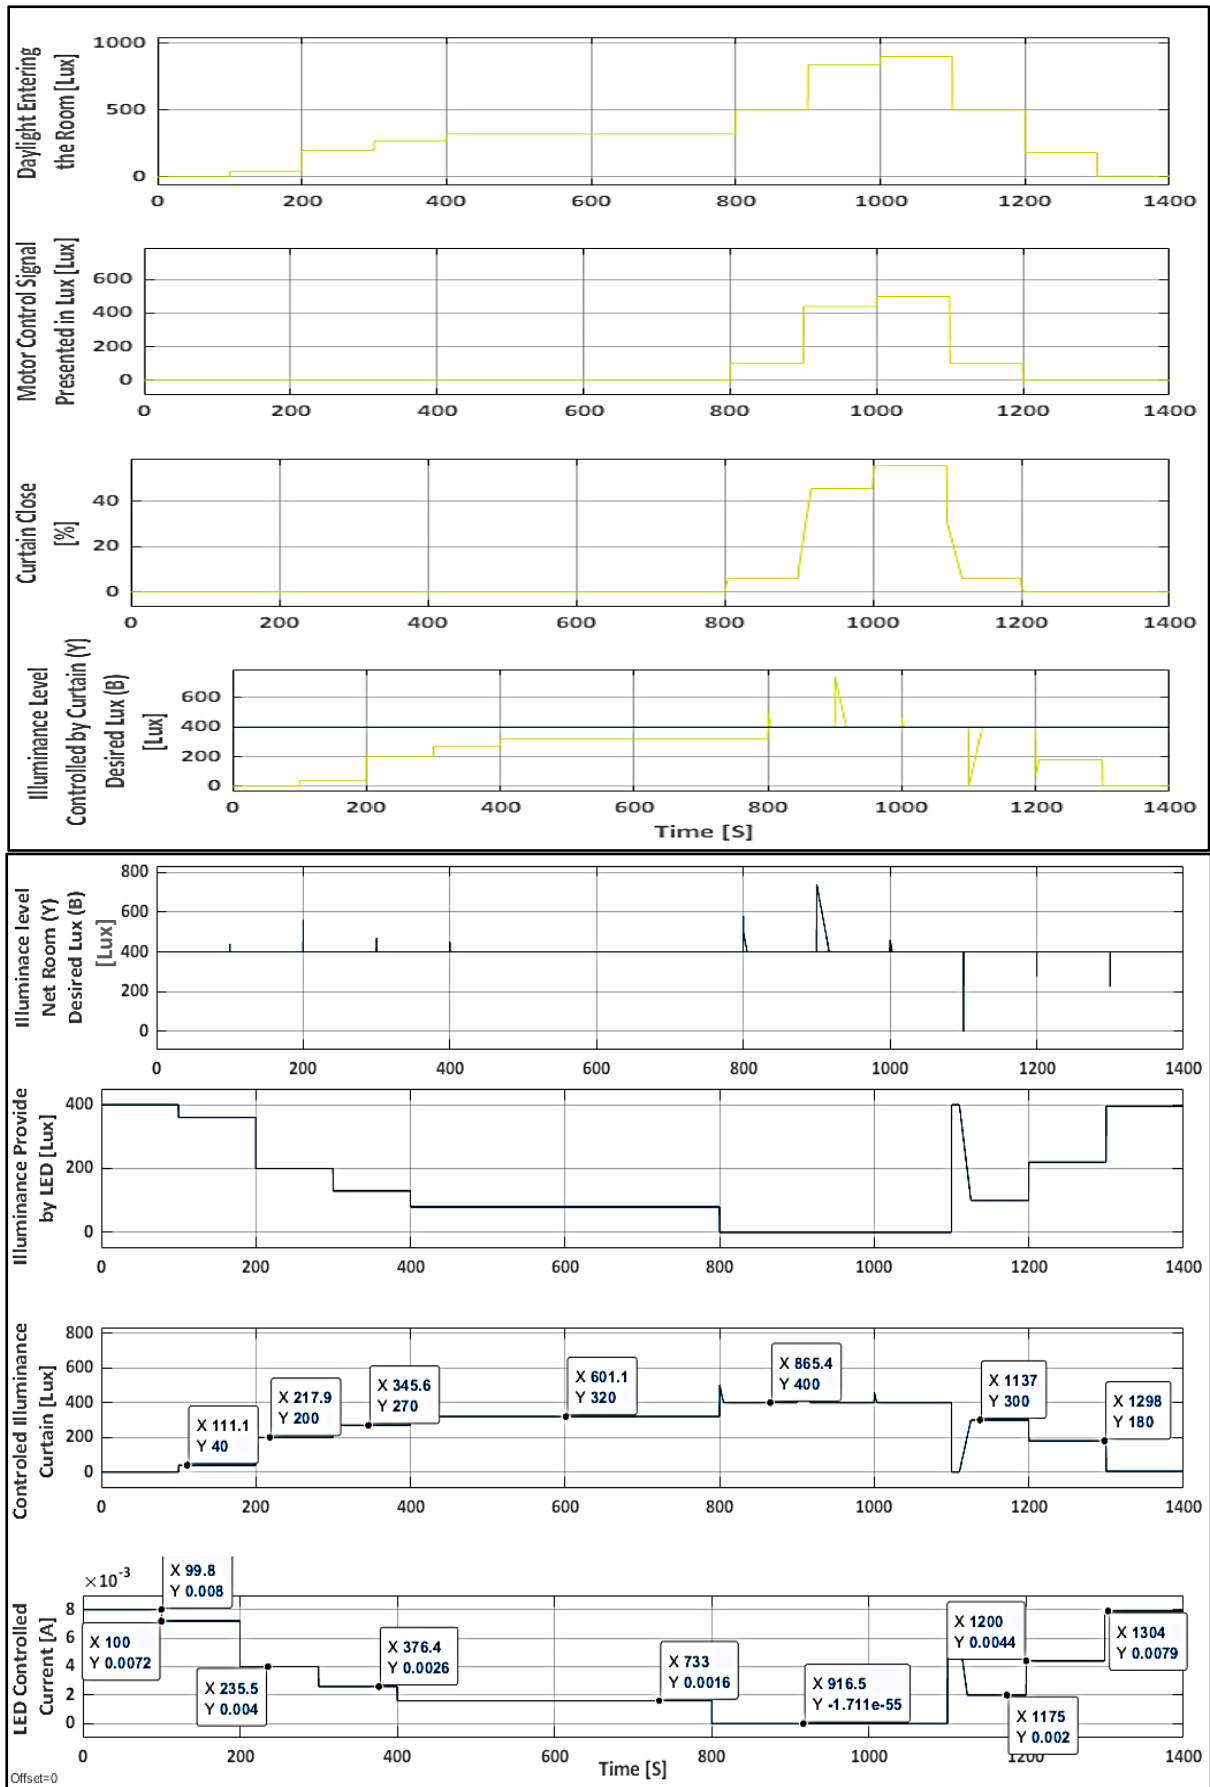 Daylight Entering
the Room [Lux]
1000
500
0
0 200 400 600 800 1000 1200 1400
Motor Control Signal
Presented in Lux [Lux]
600
400
200
0
0 200 400 600 800 1000 1200 1400
Curtain Close
[%]
40
20
0
0 200 400 600 800 1000 1200 1400
Illuminance Level
Controlled by Curtain (Y)
Desired Lux (B)
[Lux]
600
400
200
0
0 200 400 600 800 1000 1200 1400
Time [S]
Illuminace level
Net Room (Y)
Desired Lux (B)
[Lux]
800
600
400
200
0
0 200 400 600 800 1000 1200 1400
Illuminance Provide
by LED [Lux]
400
200
0
0 200 400 600 800 1000 1200 1400
Controled Illuminance
Curtain [Lux]
800
600
400
200
0
X 111.1
Y 40
X 217.9
Y 200
X 345.6
Y 270
X 601.1
Y 320
X 865.4
Y 400
X 1137
Y 300
X 1298
Y 180
0 200 400 600 800 1000 1200 1400
LED Controlled
Current [A]
×10⁻³
8
6
4
2
0
X 99.8
Y 0.008
X 100
Y 0.0072
X 235.5
Y 0.004
X 376.4
Y 0.0026
X 733
Y 0.0016
X 916.5
Y -1.711e-55
X 1200
Y 0.0044
X 1175
Y 0.002
X 1304
Y 0.0079
0 200 400 600 800 1000 1200 1400
Time [S]
Offset=0